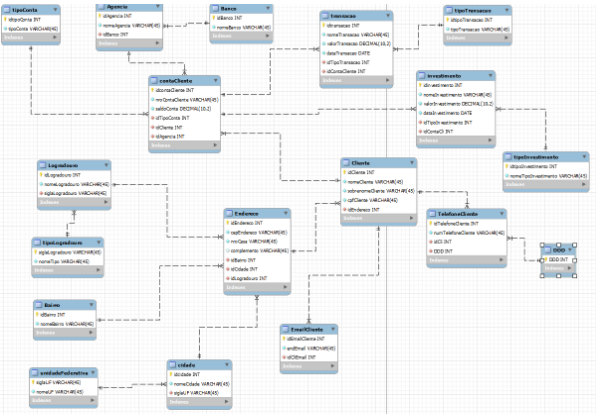 tipoConta
idtipoConta INT
tipoConta VARCHAR(45)
Indexes
Agencia
idAgencia INT
nomeAgencia VARCHAR(45)
idBanco INT
Indexes
Banco
idBanco INT
nomeBanco VARCHAR(45)
Indexes
transacao
idtransacao INT
nomeTransacao VARCHAR(45)
valorTransacao DECIMAL(10,2)
dataTransacao DATE
idTipoTransacao INT
idContaCliente INT
Indexes
tipoTransacao
idtipoTransacao INT
nomeTransacao VARCHAR(45)
Indexes
contaCliente
idcontaCliente INT
nroContaCliente VARCHAR(45)
saldoConta DECIMAL(10,2)
idTipoConta INT
idCliente INT
idAgencia INT
Indexes
investimento
idinvestimento INT
nomeInvestimento VARCHAR(45)
valorInvestimento DECIMAL(10,2)
dataInvestimento DATE
idTipoInvestimento INT
idContaCli INT
Indexes
tipoInvestimento
idtipoInvestimento INT
nomeTipoInvestimento VARCHAR(45)
Indexes
Logradouro
idLogradouro INT
nomeLogradouro VARCHAR(45)
siglaLogradouro VARCHAR(45)
Indexes
Cliente
idCliente INT
nomeCliente VARCHAR(45)
sobrenomeCliente VARCHAR(45)
cpfCliente VARCHAR(45)
idEndereco INT
Indexes
Endereco
idEndereco INT
cepEndereco VARCHAR(45)
nroCasa VARCHAR(45)
complemento VARCHAR(45)
idBairro INT
idCidade INT
idLogradouro INT
Indexes
TelefoneCliente
idTelefoneCliente INT
numTelefoneCliente VARCHAR(45)
idCli INT
DDD INT
Indexes
DDD
DDD INT
Indexes
tipoLogradouro
siglaLogradouro VARCHAR(45)
nomeTipo VARCHAR(45)
Indexes
Bairro
idBairro INT
nomeBairro VARCHAR(45)
Indexes
EmailCliente
idEmailCliente INT
endEmail VARCHAR(45)
idCliEmail INT
Indexes
unidadeFederativa
siglaUF VARCHAR(45)
nomeUF VARCHAR(45)
Indexes
cidade
idcidade INT
nomeCidade VARCHAR(45)
siglaUF VARCHAR(45)
Indexes